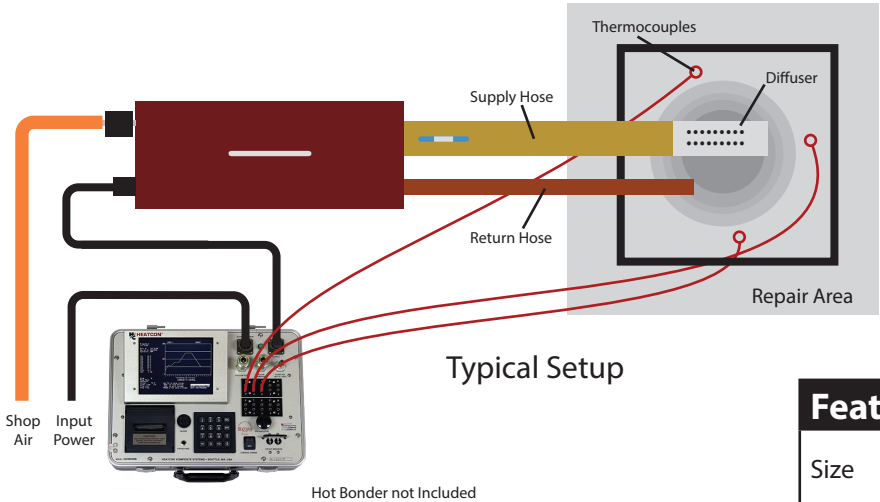 Thermocouples
Diffuser
Supply Hose
Return Hose
Repair Area
HEATCON
Typical Setup
Shop
Air
Input
Power
Hot Bonder not Included
Feat
Size